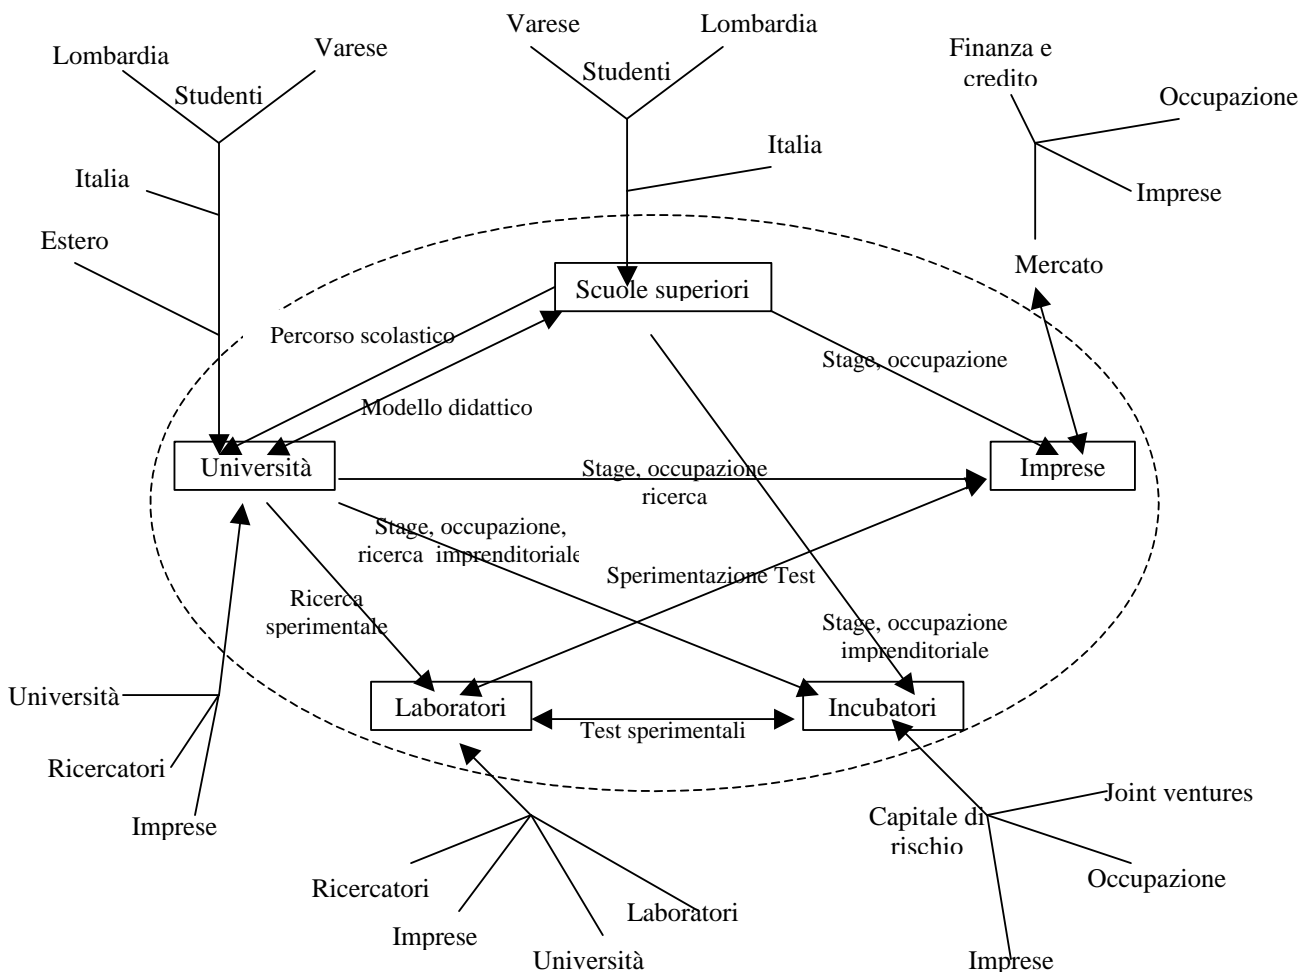 Varese
Lombardia
Lombardia
Varese
Studenti
Studenti
Finanza e
credito
Occupazione
Italia
Italia
Imprese
Estero
Mercato
Scuole superiori
Percorso scolastico
Stage, occupazione
Modello didattico
Università
Stage, occupazione
ricerca
Imprese
Stage, occupazione,
ricerca imprenditoriale
Sperimentazione Test
Ricerca
sperimentale
Stage, occupazione
imprenditoriale
Università
Laboratori
Incubatori
Test sperimentali
Ricercatori
Imprese
Joint ventures
Capitale di
rischio
Ricercatori
Occupazione
Laboratori
Imprese
Università
Imprese